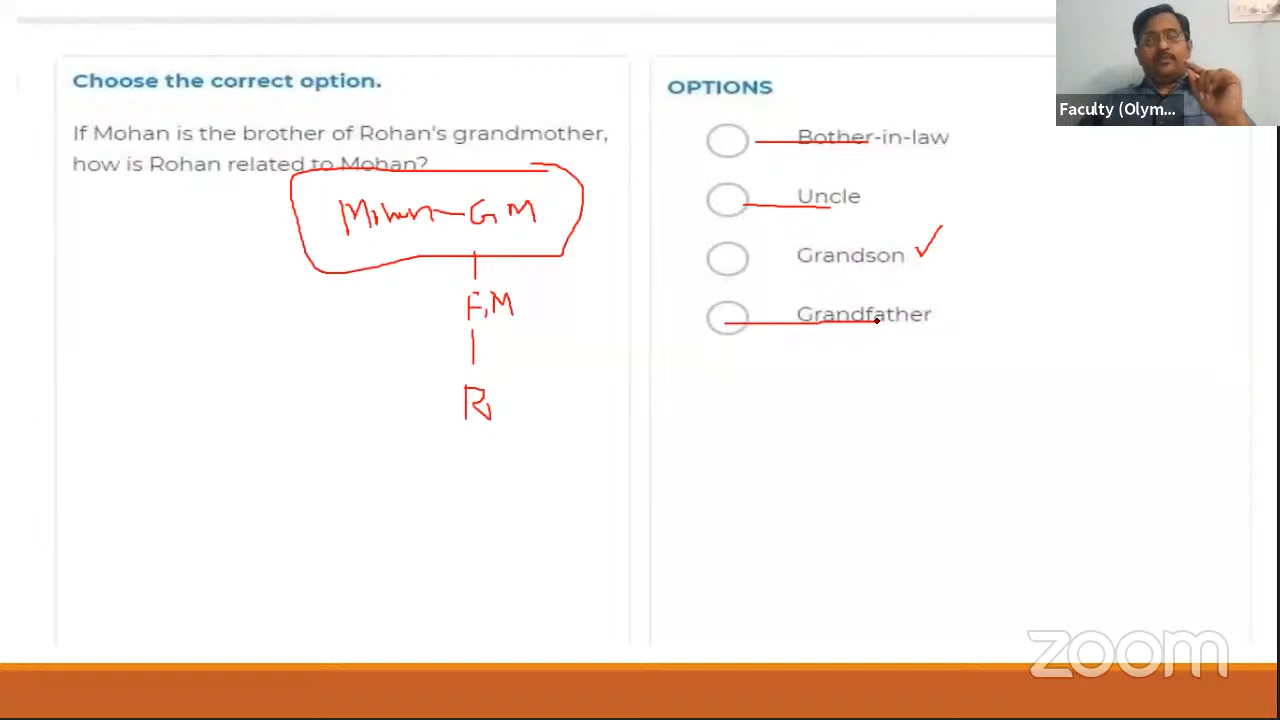 Choose the correct option.
If Mohan is the brother of Rohan's grandmother,
how is Rohan related to Mohan?
Mohan GM
F,M
R
OPTIONS
Bother-in-law
Uncle
Grandson
Grandfather
Faculty (Olym...
zoom